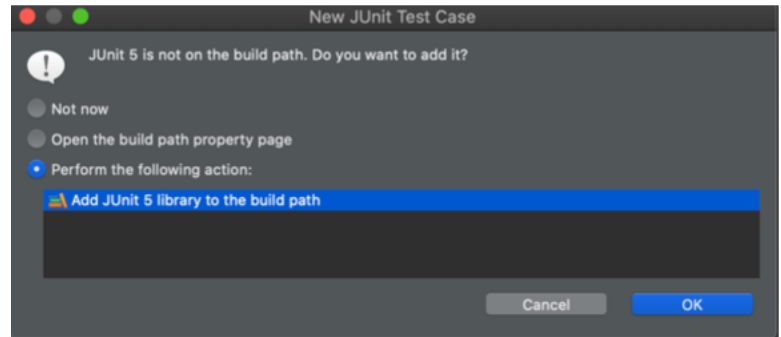 New JUnit Test Case
JUnit 5 is not on the build path. Do you want to add it?
Not now
Open the build path property page
Perform the following action:
Add JUnit 5 library to the build path
Cancel
OK